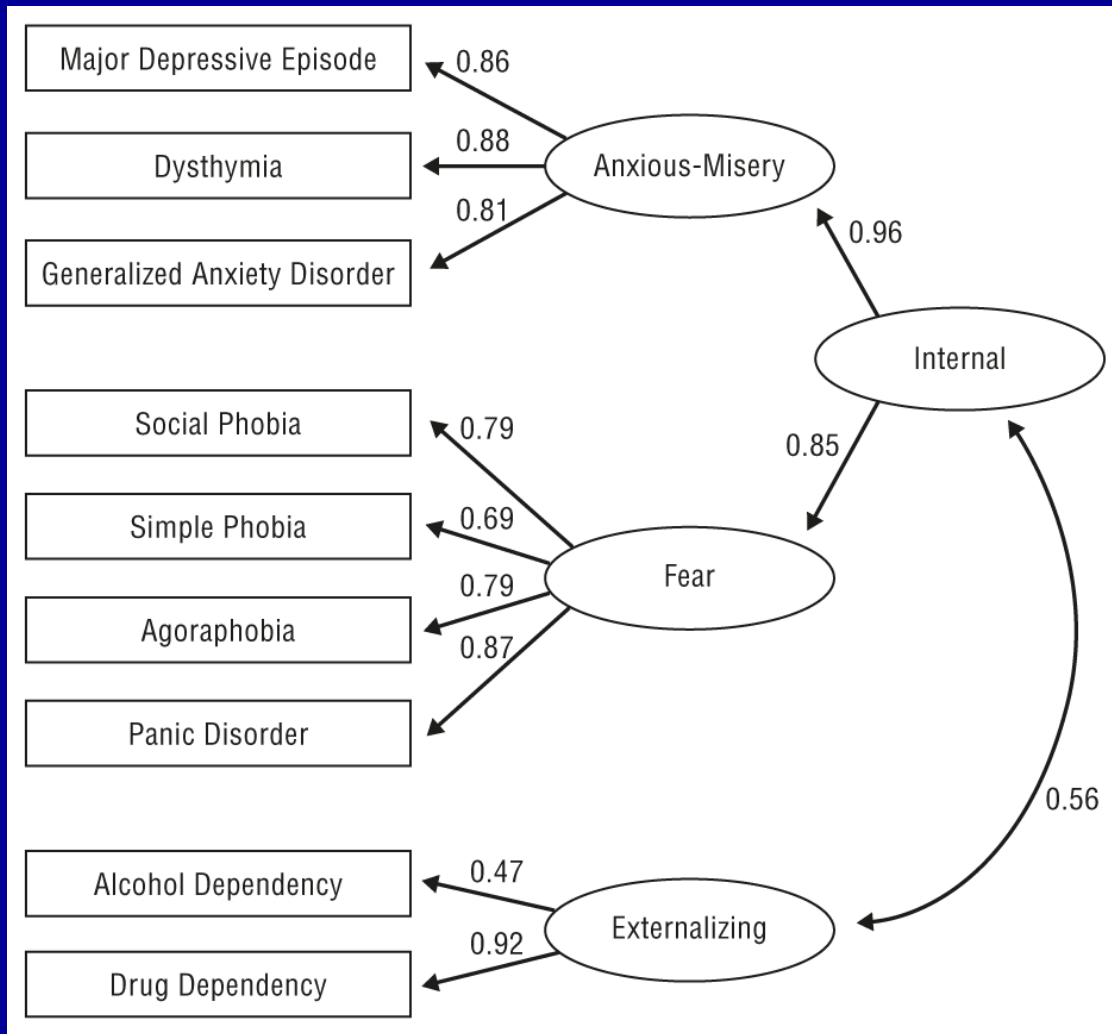 Major Depressive Episode
0.86
Dysthymia
0.88
Anxious-Misery
0.81
0.96
Generalized Anxiety Disorder
Internal
Social Phobia
0.79
0.85
Simple Phobia
0.69
Fear
0.79
Agoraphobia
0.87
Panic Disorder
0.56
Alcohol Dependency
0.47
Externalizing
0.92
Drug Dependency